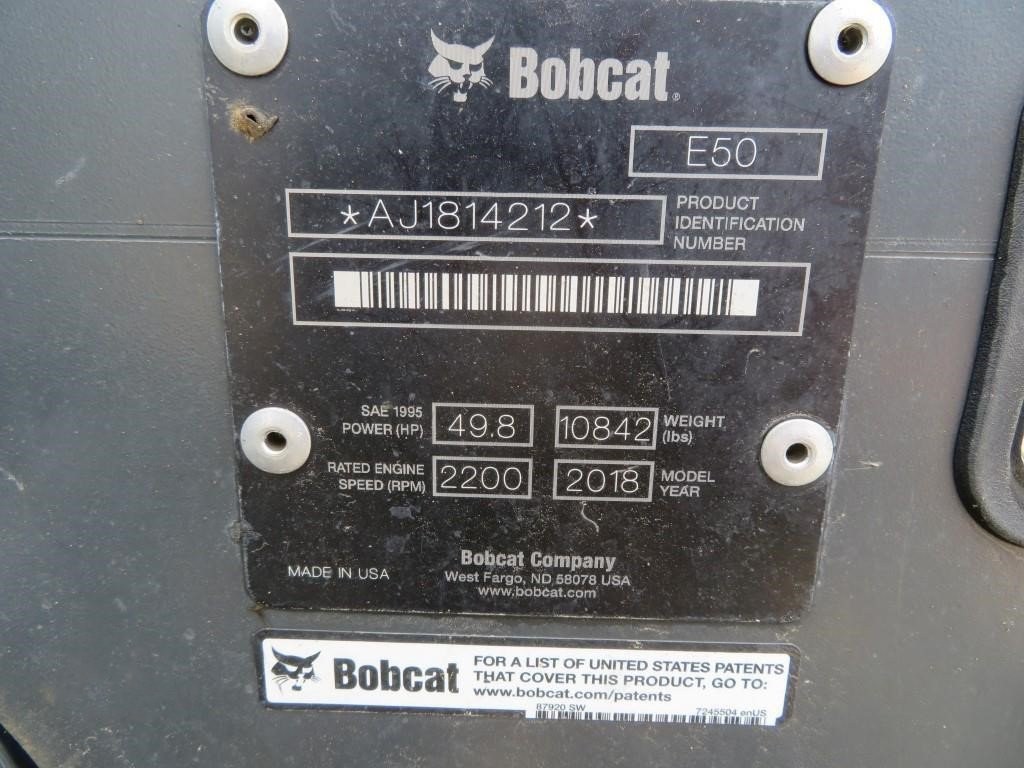 Bobcat®
E50
*AJ1814212*
PRODUCT
IDENTIFICATION
NUMBER
SAE 1995
POWER (HP)
49.8
10842
WEIGHT
(lbs)
RATED ENGINE
SPEED (RPM)
2200
2018
MODEL
YEAR
MADE IN USA
Bobcat Company
West Fargo, ND 58078 USA
www.bobcat.com
Bobcat
FOR A LIST OF UNITED STATES PATENTS
THAT COVER THIS PRODUCT, GO TO:
www.bobcat.com/patents
87920 SW
7245504 enUS